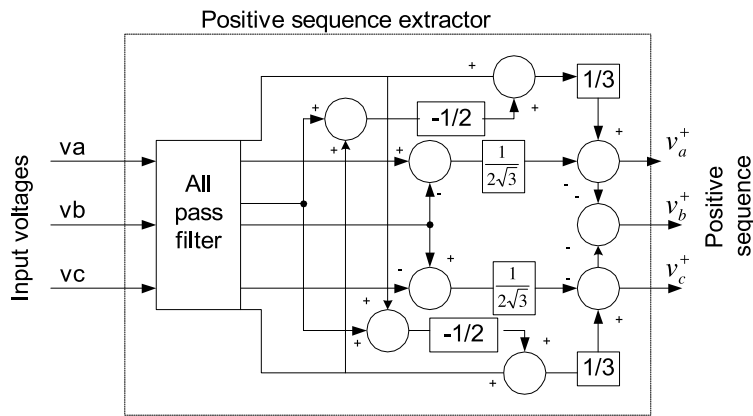 Positive sequence extractor
Input voltages
va
vb
vc
All
pass
filter
+
+
+
+
-1/2
+
1/3
+
-
1/2√3
-
+
v_a^+
-
v_b^+
-
+
-
1/2√3
-
+
v_c^+
+
+
-1/2
+
+
1/3
Positive
sequence